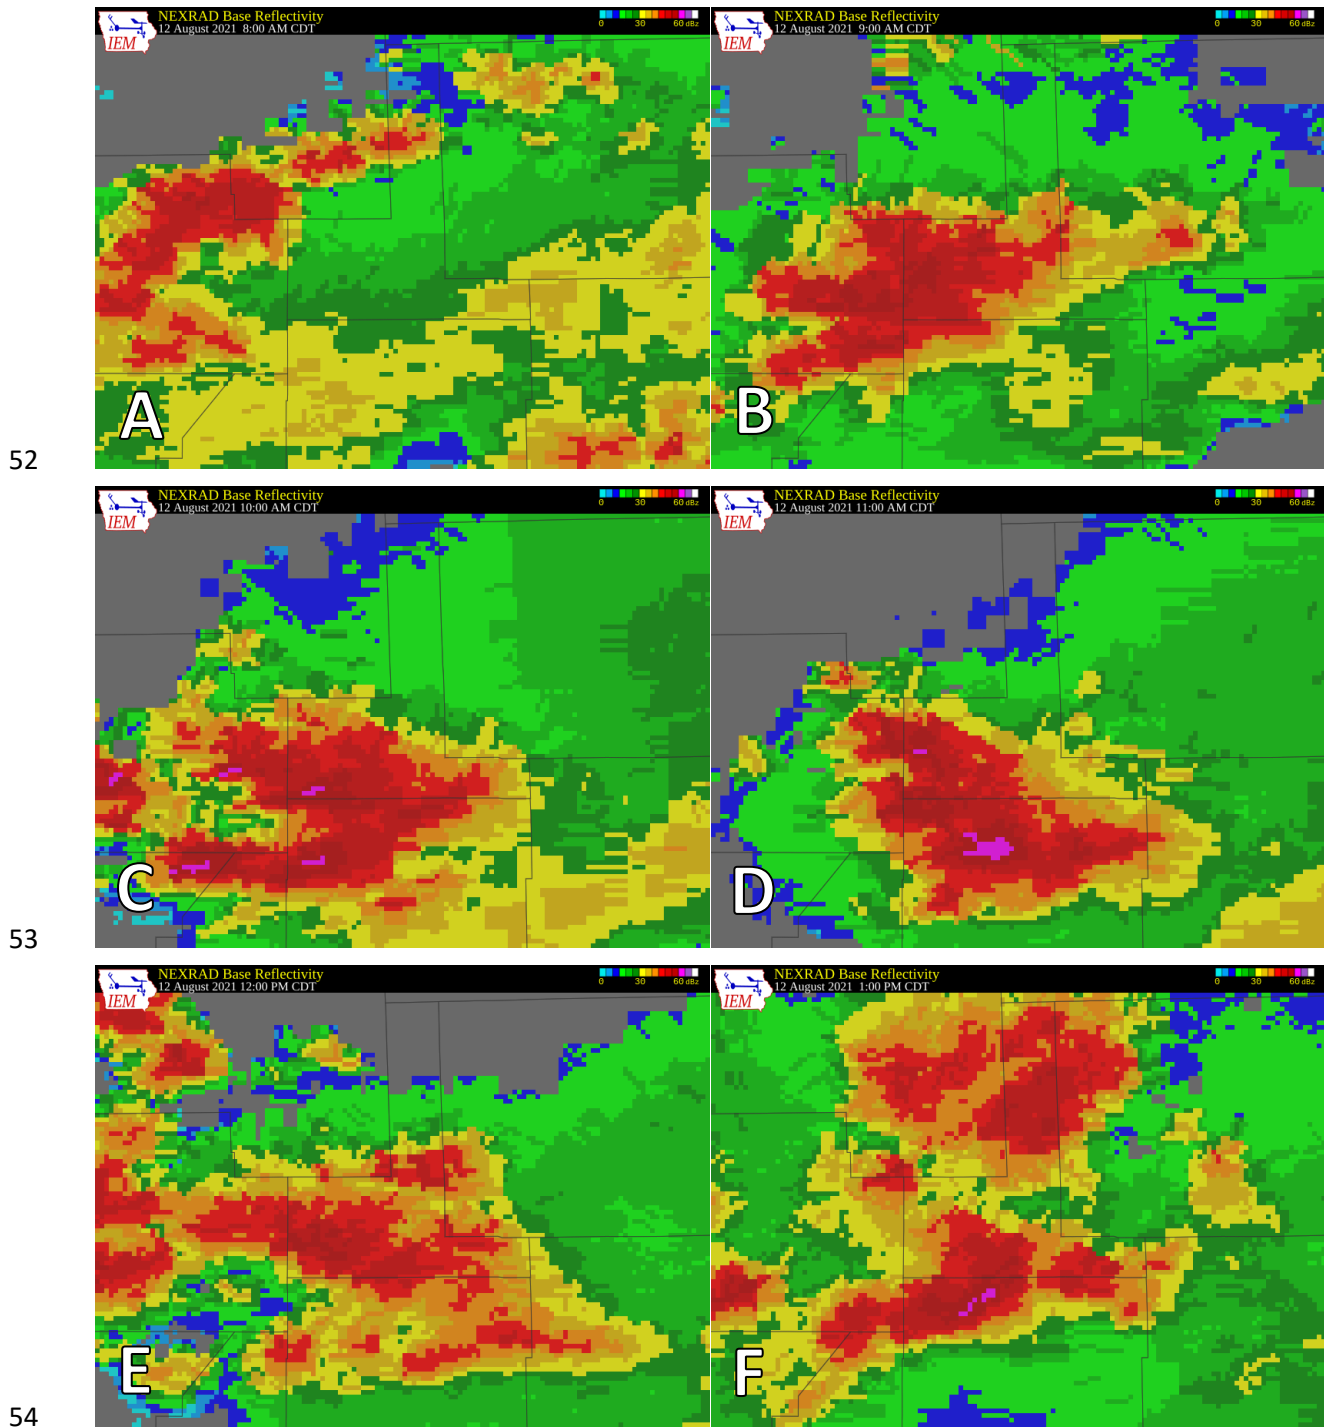 IEM
NEXRAD Base Reflectivity
12 August 2021 8:00 AM CDT
0 30 60 dBz
IEM
NEXRAD Base Reflectivity
12 August 2021 9:00 AM CDT
0 30 60 dBz
A
B
52
IEM
NEXRAD Base Reflectivity
12 August 2021 10:00 AM CDT
0 30 60 dBz
IEM
NEXRAD Base Reflectivity
12 August 2021 11:00 AM CDT
0 30 60 dBz
C
D
53
IEM
NEXRAD Base Reflectivity
12 August 2021 12:00 PM CDT
0 30 60 dBz
IEM
NEXRAD Base Reflectivity
12 August 2021 1:00 PM CDT
0 30 60 dBz
E
F
54